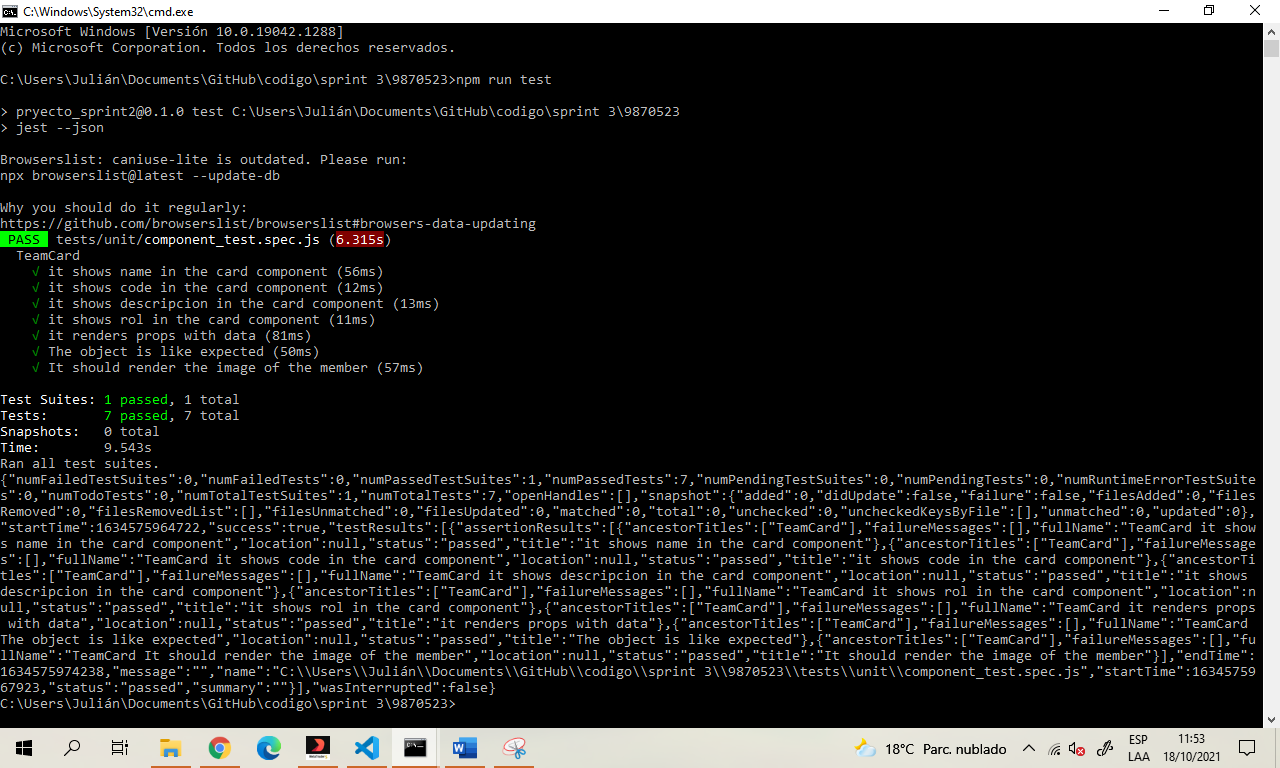 C:\Windows\System32\cmd.exe
Microsoft Windows [Versión 10.0.19042.1288]
(c) Microsoft Corporation. Todos los derechos reservados.
C:\Users\Julián\Documents\GitHub\codigo\sprint 3\9870523>npm run test
> pryecto_sprint2@0.1.0 test C:\Users\Julián\Documents\GitHub\codigo\sprint 3\9870523
> jest --json
Browserslist: caniuse-lite is outdated. Please run:
npx browserslist@latest --update-db
Why you should do it regularly:
https://github.com/browserslist/browserslist#browsers-data-updating
PASS tests/unit/component_test.spec.js (6.315s)
TeamCard
√ it shows name in the card component (56ms)
√ it shows code in the card component (12ms)
√ it shows descripcion in the card component (13ms)
√ it shows rol in the card component (11ms)
√ it renders props with data (81ms)
√ The object is like expected (50ms)
√ It should render the image of the member (57ms)
Test Suites: 1 passed, 1 total
Tests: 7 passed, 7 total
Snapshots: 0 total
Time: 9.543s
Ran all test suites.
{"numFailedTestSuites":0,"numFailedTests":0,"numPassedTestSuites":1,"numPassedTests":7,"numPendingTestSuites":0,"numPendingTests":0,"numRuntimeErrorTestSuite
s":0,"numTodoTests":0,"numTotalTestSuites":1,"numTotalTests":7,"openHandles":[],"snapshot":{"added":0,"didUpdate":false,"failure":false,"filesAdded":0,"files
Removed":0,"filesRemovedList":[],"filesUnmatched":0,"filesUpdated":0,"matched":0,"total":0,"unchecked":0,"uncheckedKeysByFile":[],"unmatched":0,"updated":0},
"startTime":1634575964722,"success":true,"testResults":[{"assertionResults":[{"ancestorTitles":["TeamCard"],"failureMessages":[],"fullName":"TeamCard it show
s name in the card component","location":null,"status":"passed","title":"it shows name in the card component"},{"ancestorTitles":["TeamCard"],"failureMessage
s":[],"fullName":"TeamCard it shows code in the card component","location":null,"status":"passed","title":"it shows code in the card component"},{"ancestorTi
tles":["TeamCard"],"failureMessages":[],"fullName":"TeamCard it shows descripcion in the card component","location":null,"status":"passed","title":"it shows
descripcion in the card component"},{"ancestorTitles":["TeamCard"],"failureMessages":[],"fullName":"TeamCard it shows rol in the card component","location":n
ull,"status":"passed","title":"it shows rol in the card component"},{"ancestorTitles":["TeamCard"],"failureMessages":[],"fullName":"TeamCard it renders props
with data","location":null,"status":"passed","title":"it renders props with data"},{"ancestorTitles":["TeamCard"],"failureMessages":[],"fullName":"TeamCard
The object is like expected","location":null,"status":"passed","title":"The object is like expected"},{"ancestorTitles":["TeamCard"],"failureMessages":[],"fu
llName":"TeamCard It should render the image of the member","location":null,"status":"passed","title":"It should render the image of the member"}],"endTime":
1634575974238,"message":"","name":"C:\\Users\\Julián\\Documents\\GitHub\\codigo\\sprint 3\\9870523\\tests\\unit\\component_test.spec.js","startTime":16345759
67923,"status":"passed","summary":""}],"wasInterrupted":false}
C:\Users\Julián\Documents\GitHub\codigo\sprint 3\9870523>
18°C Parc. nublado
ESP
LAA
11:53
18/10/2021